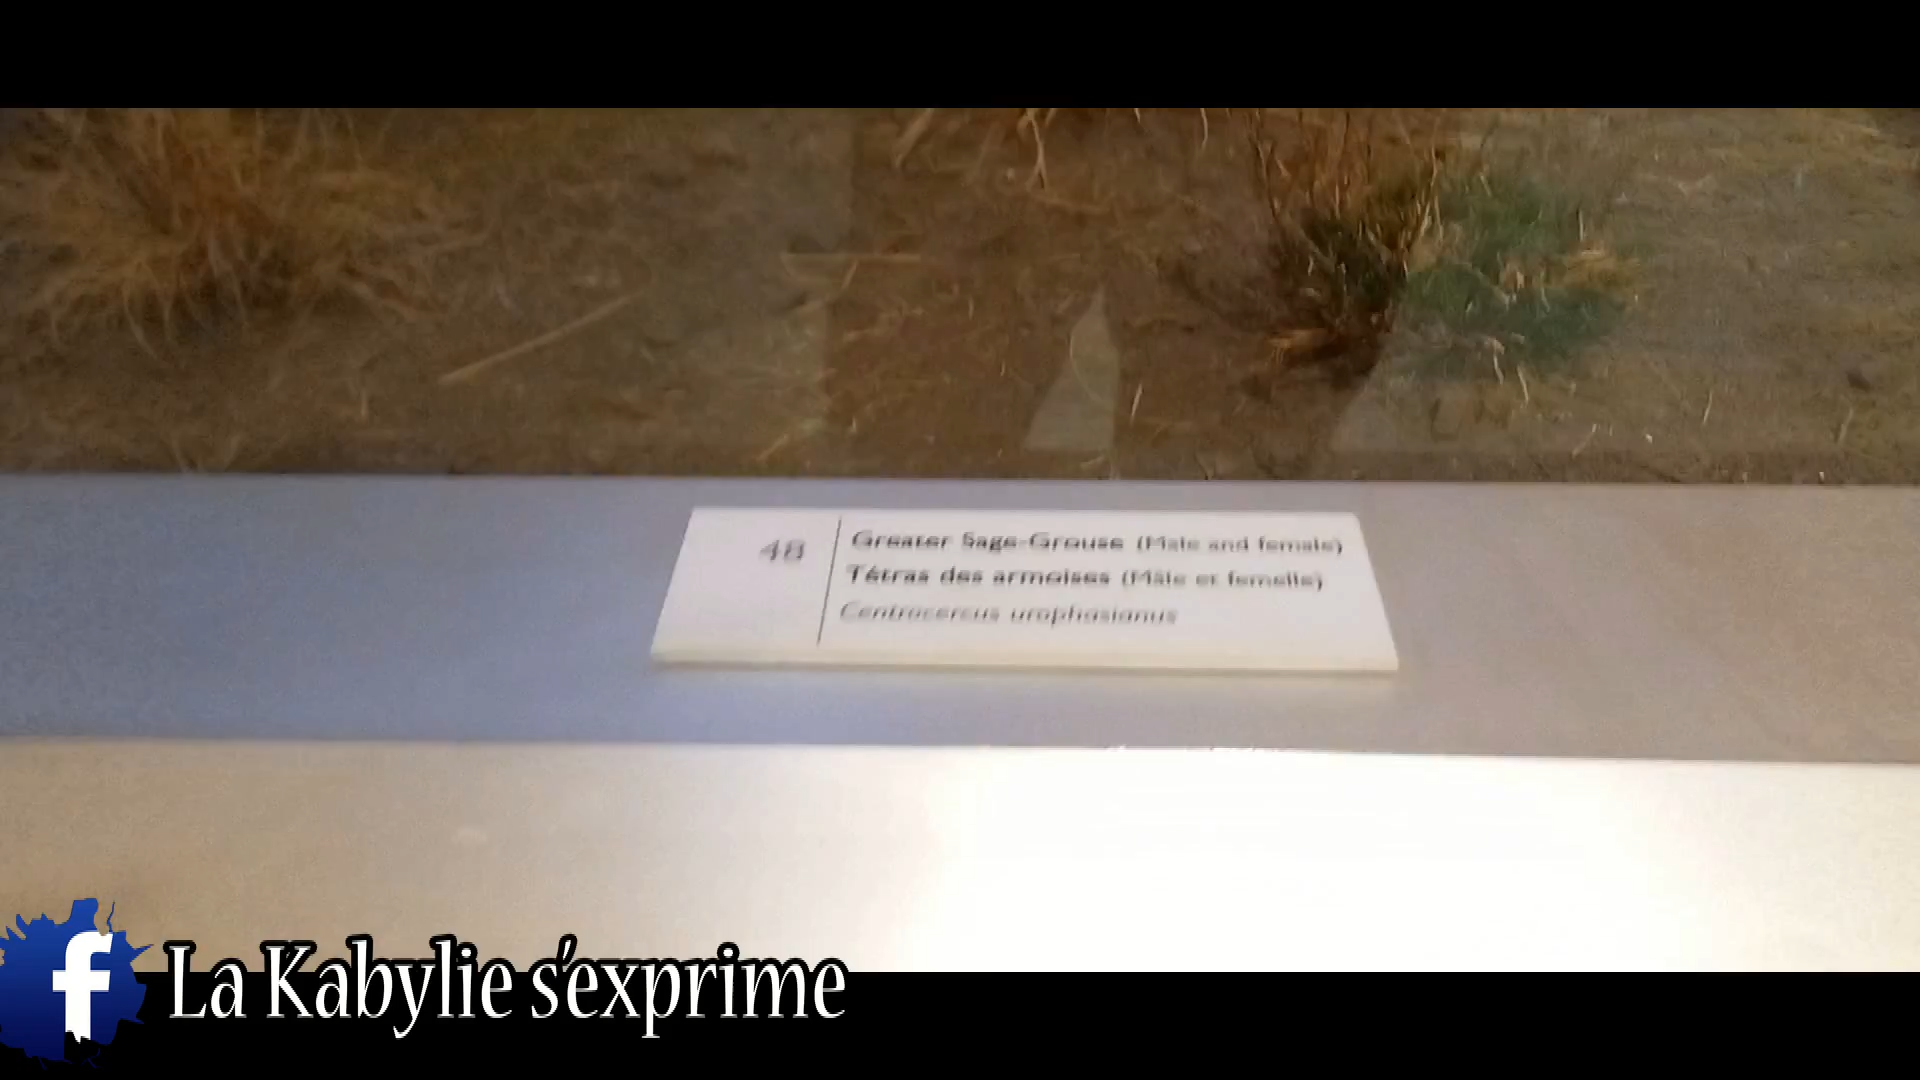 48
Greater Sage-Grouse (Male and female)
Tétras des armoises (Mâle et femelle)
Centrocercus urophasianus
f La Kabylie s'exprime